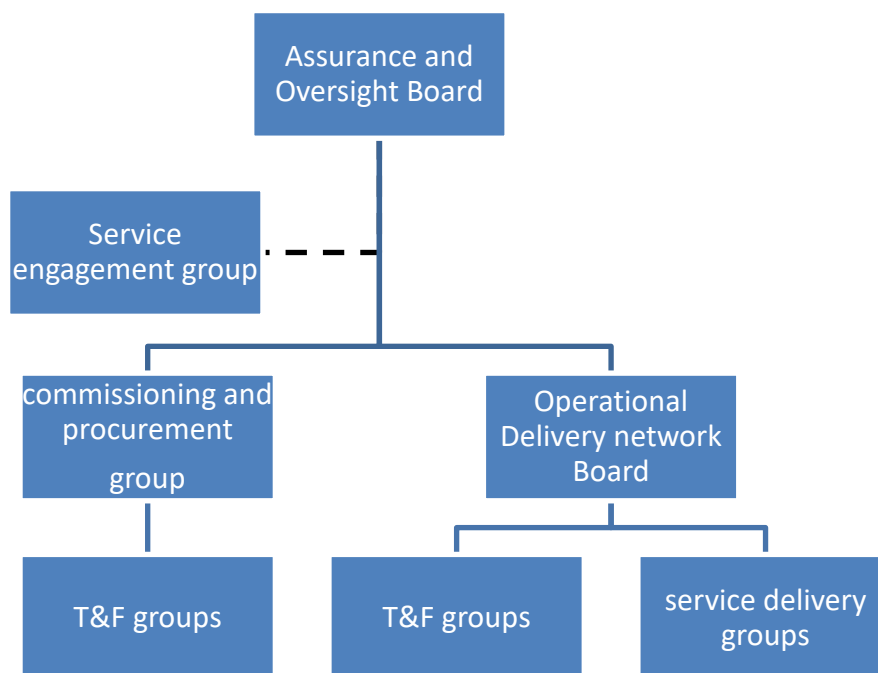 Assurance and
Oversight Board
Service
engagement group
commissioning and
procurement
group
Operational
Delivery network
Board
T&F groups
T&F groups
service delivery
groups